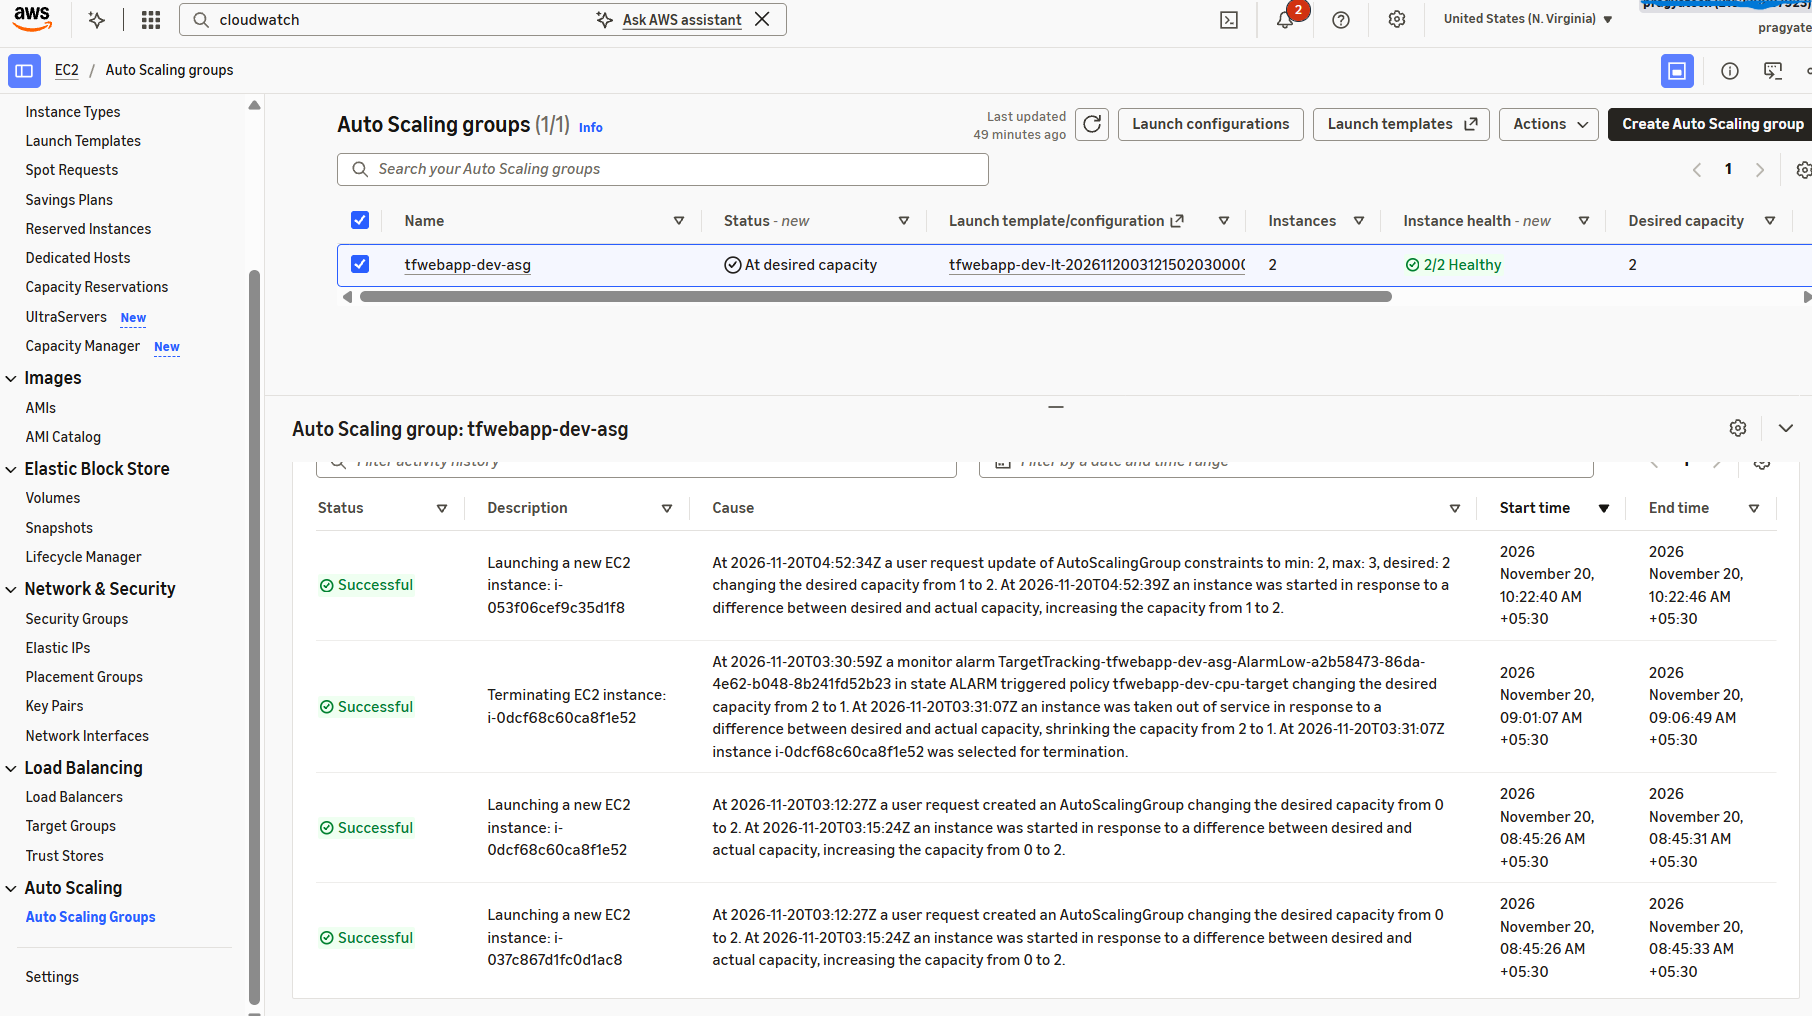 aws
cloudwatch
Ask AWS assistant
2
United States (N. Virginia)
pragyate
EC2 / Auto Scaling groups
Instance Types
Launch Templates
Spot Requests
Savings Plans
Reserved Instances
Dedicated Hosts
Capacity Reservations
UltraServers New
Capacity Manager New
Images
AMIs
AMI Catalog
Elastic Block Store
Volumes
Snapshots
Lifecycle Manager
Network & Security
Security Groups
Elastic IPs
Placement Groups
Key Pairs
Network Interfaces
Load Balancing
Load Balancers
Target Groups
Trust Stores
Auto Scaling
Auto Scaling Groups
Settings
Auto Scaling groups (1/1) Info
Last updated
49 minutes ago
Launch configurations
Launch templates
Actions
Create Auto Scaling group
Search your Auto Scaling groups
1
Name Status - new Launch template/configuration Instances Instance health - new Desired capacity
tfwebapp-dev-asg At desired capacity tfwebapp-dev-lt-20261120031215020300000 2 2/2 Healthy 2
Auto Scaling group: tfwebapp-dev-asg
Filter activity history
Filter by a date and time range
1
Status Description Cause Start time End time
Successful
Launching a new EC2
instance: i-
053f06cef9c35d1f8
At 2026-11-20T04:52:34Z a user request update of AutoScalingGroup constraints to min: 2, max: 3, desired: 2
changing the desired capacity from 1 to 2. At 2026-11-20T04:52:39Z an instance was started in response to a
difference between desired and actual capacity, increasing the capacity from 1 to 2.
2026
November 20,
10:22:40 AM
+05:30
2026
November 20,
10:22:46 AM
+05:30
Successful
Terminating EC2 instance:
i-0dcf68c60ca8f1e52
At 2026-11-20T03:30:59Z a monitor alarm TargetTracking-tfwebapp-dev-asg-AlarmLow-a2b58473-86da-
4e62-b048-8b241fd52b23 in state ALARM triggered policy tfwebapp-dev-cpu-target changing the desired
capacity from 2 to 1. At 2026-11-20T03:31:07Z an instance was taken out of service in response to a
difference between desired and actual capacity, shrinking the capacity from 2 to 1. At 2026-11-20T03:31:07Z
instance i-0dcf68c60ca8f1e52 was selected for termination.
2026
November 20,
09:01:07 AM
+05:30
2026
November 20,
09:06:49 AM
+05:30
Successful
Launching a new EC2
instance: i-
0dcf68c60ca8f1e52
At 2026-11-20T03:12:27Z a user request created an AutoScalingGroup changing the desired capacity from 0
to 2. At 2026-11-20T03:15:24Z an instance was started in response to a difference between desired and
actual capacity, increasing the capacity from 0 to 2.
2026
November 20,
08:45:26 AM
+05:30
2026
November 20,
08:45:31 AM
+05:30
Successful
Launching a new EC2
instance: i-
037c867d1fc0d1ac8
At 2026-11-20T03:12:27Z a user request created an AutoScalingGroup changing the desired capacity from 0
to 2. At 2026-11-20T03:15:24Z an instance was started in response to a difference between desired and
actual capacity, increasing the capacity from 0 to 2.
2026
November 20,
08:45:26 AM
+05:30
2026
November 20,
08:45:33 AM
+05:30